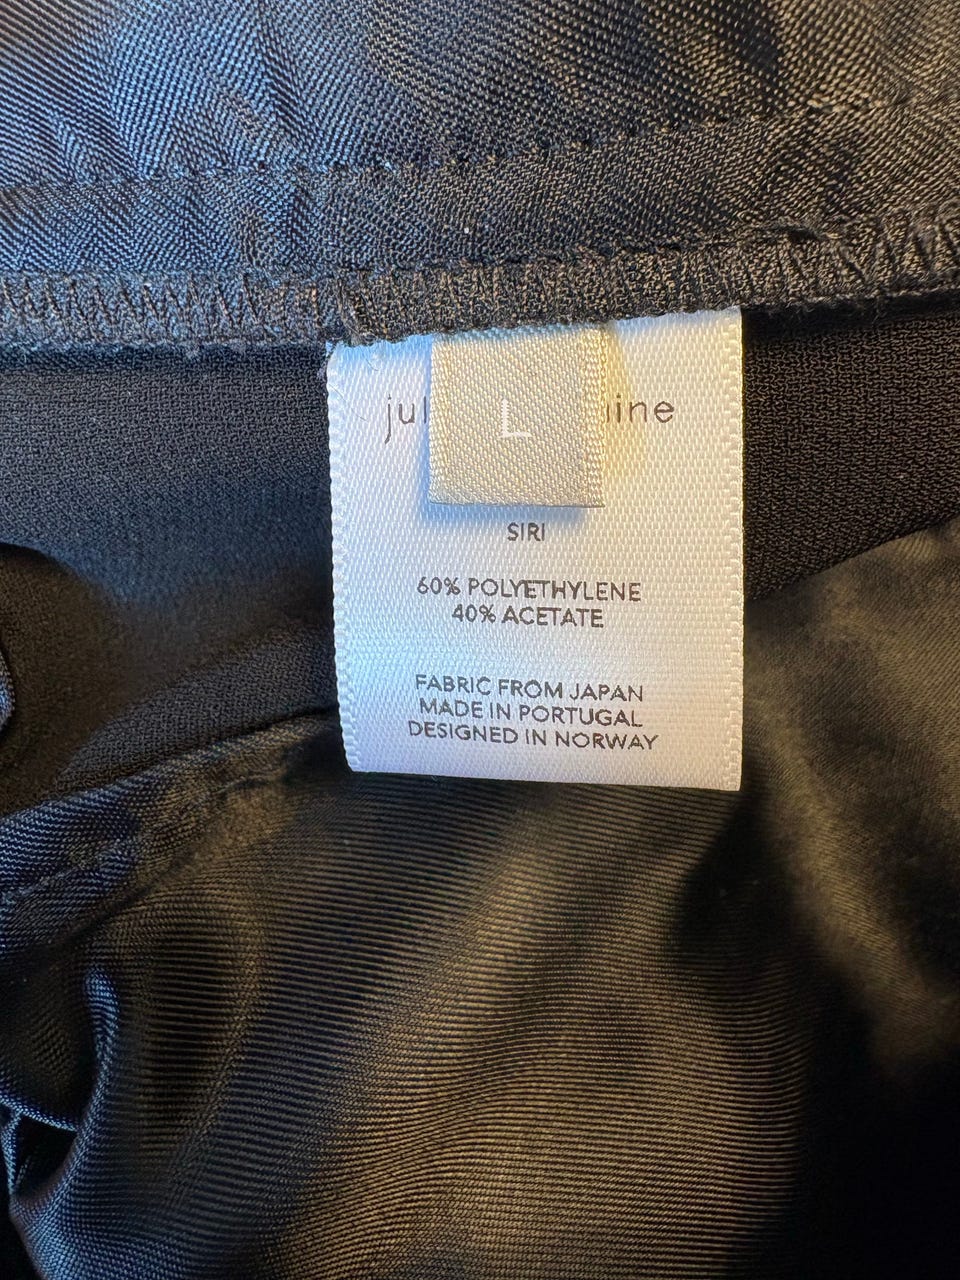 L
SIRI
60% POLYETHYLENE
40% ACETATE
FABRIC FROM JAPAN
MADE IN PORTUGAL
DESIGNED IN NORWAY